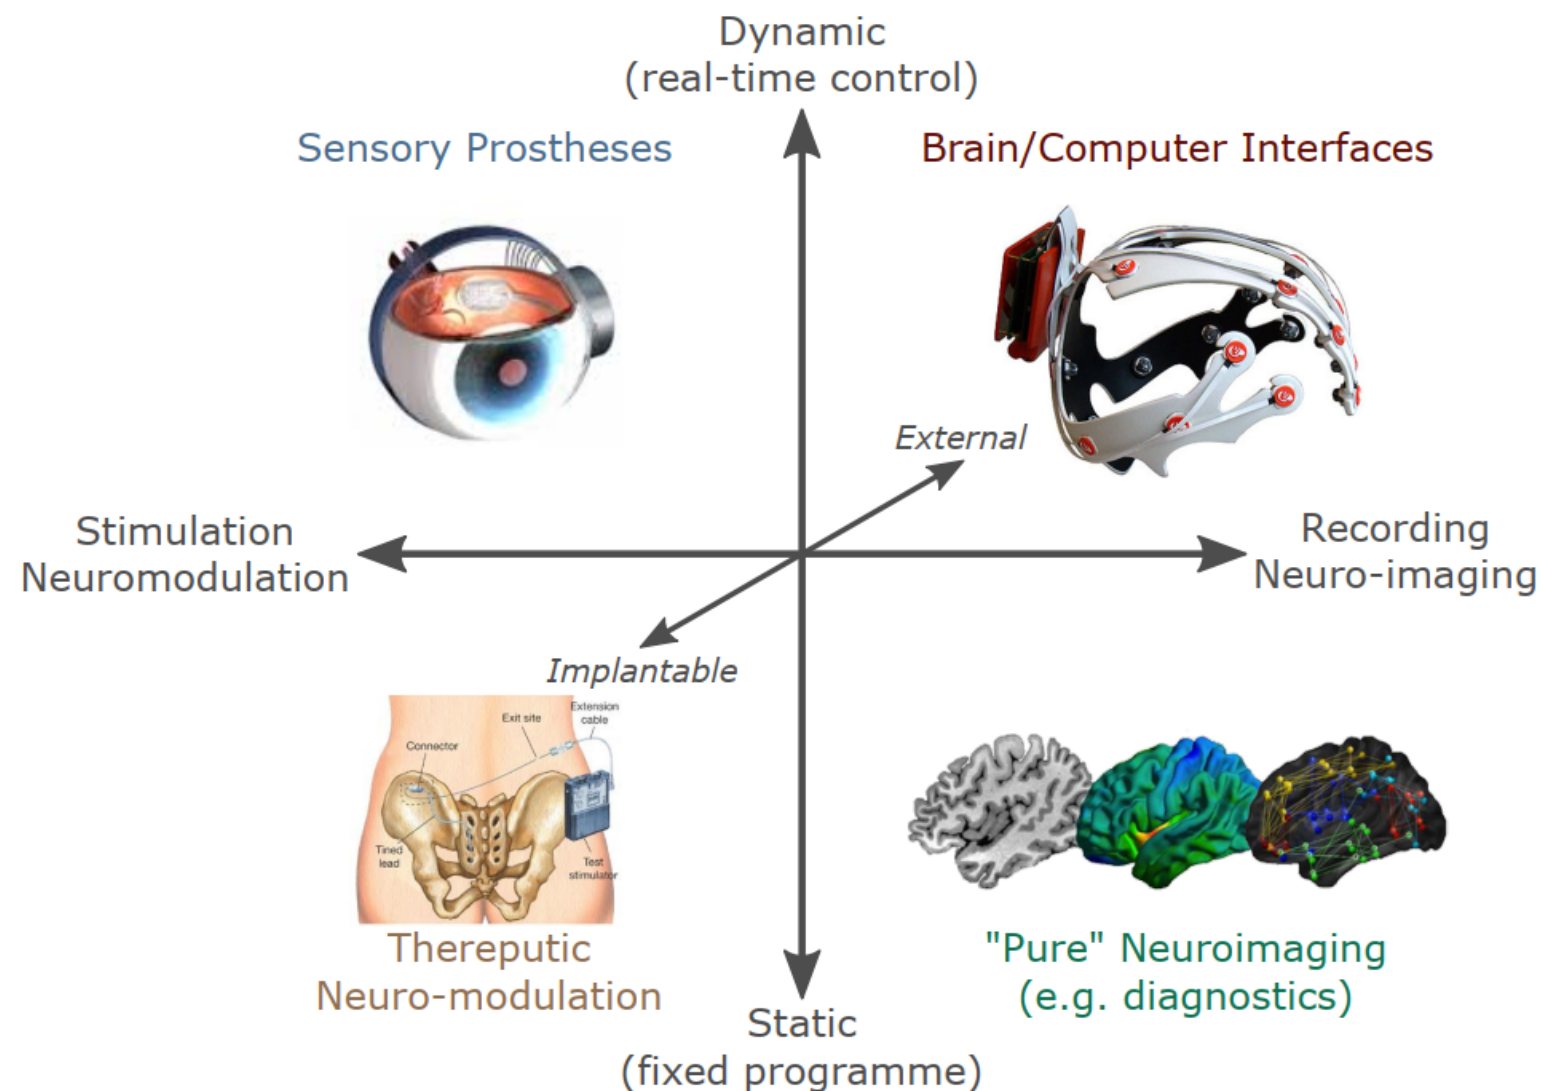 Dynamic
(real-time control)
Sensory Prostheses
Brain/Computer Interfaces
External
Stimulation
Neuromodulation
Recording
Neuro-imaging
Implantable
Exit site
Extension
cable
Connector
Tined
lead
Test
stimulator
Thereputic
Neuro-modulation
"Pure" Neuroimaging
(e.g. diagnostics)
Static
(fixed programme)